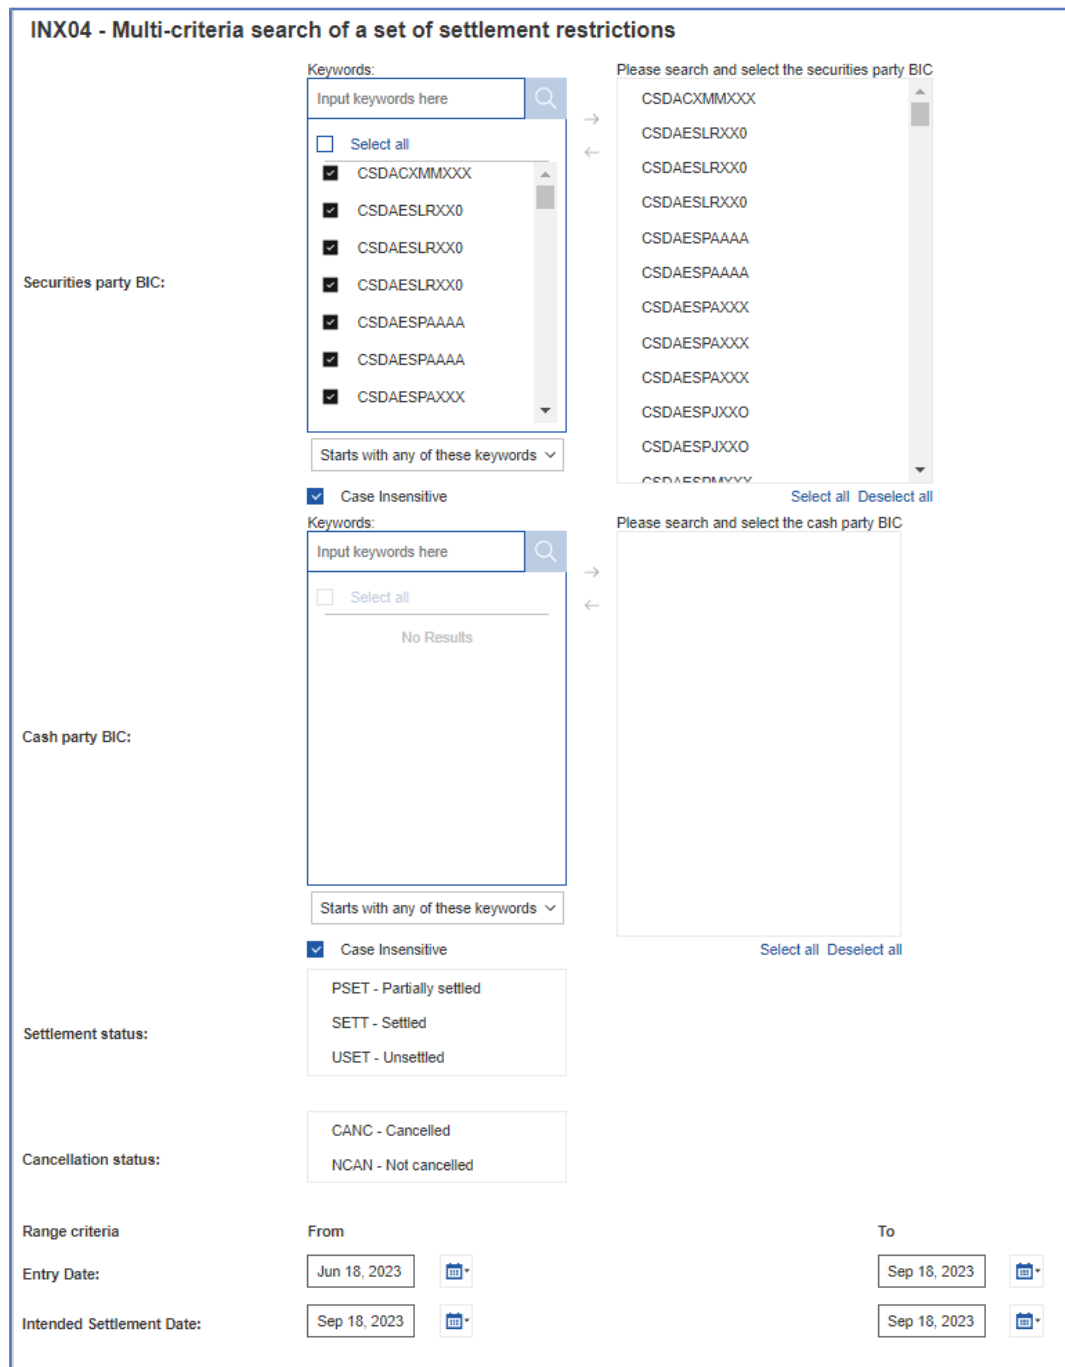 INX04 - Multi-criteria search of a set of settlement restrictions
Keywords:
Please search and select the securities party BIC
Input keywords here
Select all
CSDACXMMXXX
CSDAESLRXX0
CSDAESLRXX0
CSDAESLRXX0
CSDAESPAAAA
CSDAESPAAAA
CSDAESPAXXX
CSDACXMMXXX
CSDAESLRXX0
CSDAESLRXX0
CSDAESLRXX0
CSDAESPAAAA
CSDAESPAAAA
CSDAESPAXXX
CSDAESPAXXX
CSDAESPAXXX
CSDAESPJXXO
CSDAESPJXXO
CSDAESPMXXX
Securities party BIC:
Starts with any of these keywords
Case Insensitive
Select all Deselect all
Keywords:
Please search and select the cash party BIC
Input keywords here
Select all
No Results
Cash party BIC:
Starts with any of these keywords
Case Insensitive
Select all Deselect all
Settlement status:
PSET - Partially settled
SETT - Settled
USET - Unsettled
Cancellation status:
CANC - Cancelled
NCAN - Not cancelled
Range criteria From To
Entry Date: Jun 18, 2023 Sep 18, 2023
Intended Settlement Date: Sep 18, 2023 Sep 18, 2023